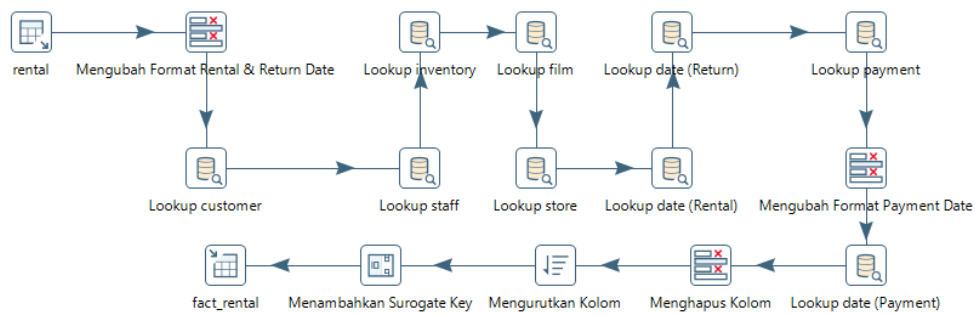 rental
Mengubah Format Rental & Return Date
Lookup inventory
Lookup film
Lookup date (Return)
Lookup payment
Lookup customer
Lookup staff
Lookup store
Lookup date (Rental)
Mengubah Format Payment Date
fact_rental
Menambahkan Surogate Key
Mengurutkan Kolom
Menghapus Kolom
Lookup date (Payment)